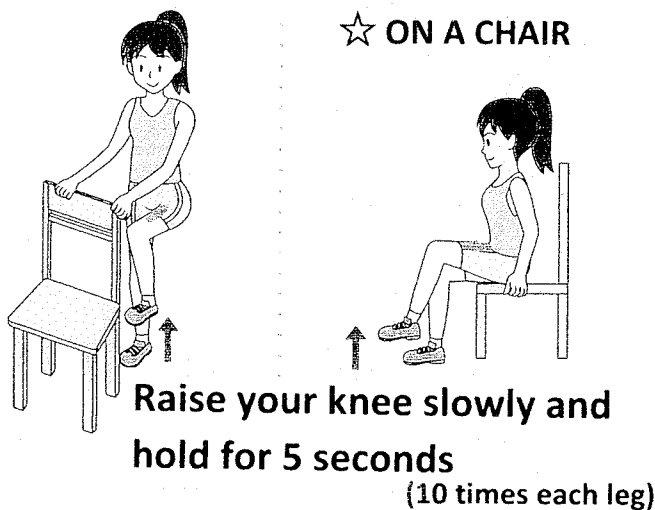 ☆ ON A CHAIR
Raise your knee slowly and
hold for 5 seconds
(10 times each leg)